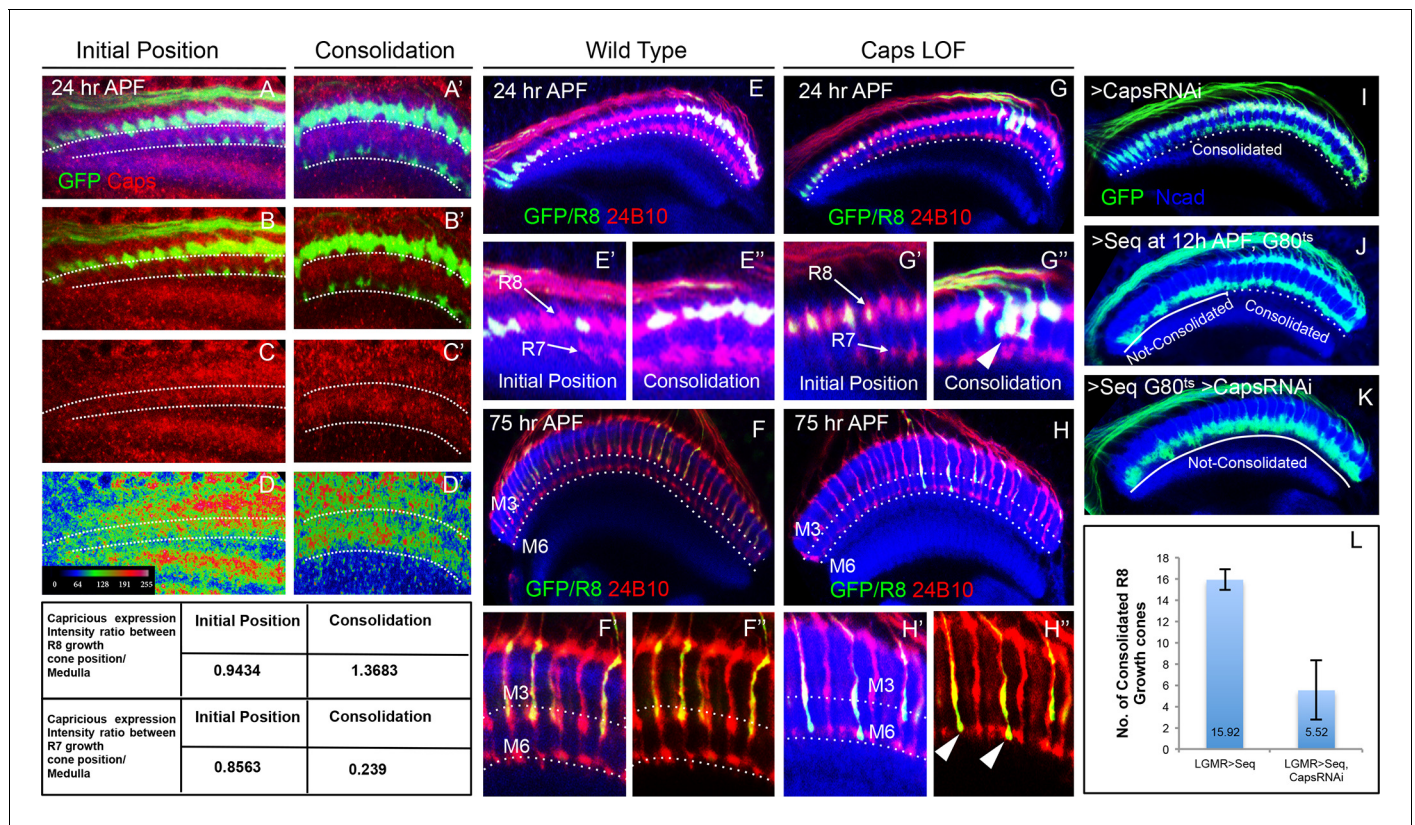 Initial Position
Consolidation
Wild Type
Caps LOF
24 hr APF
A
GFP Caps
A’
B
B’
C
C’
D
0 64 128 191 255
D’
Capricious expression
Intensity ratio between
R8 growth
cone position/
Medulla
Initial Position
Consolidation
0.9434
1.3683
Capricious expression
Intensity ratio between
R7 growth
cone position/
Medulla
Initial Position
Consolidation
0.8563
0.239
24 hr APF
E
GFP/R8 24B10
E’
R8
R7
Initial Position
E”
Consolidation
75 hr APF
F
M3
M6
GFP/R8 24B10
F’
M3
M6
F”
24 hr APF
G
GFP/R8 24B10
G’
R8
R7
Initial Position
G”
Consolidation
75 hr APF
H
M3
M6
GFP/R8 24B10
H’
M3
M6
H”
>CapsRNAi
I
Consolidated
GFP Ncad
>Seq at 12h APF, G80ts
J
Not-Consolidated
Consolidated
>Seq G80ts >CapsRNAi
K
Not-Consolidated
L
No. of Consolidated R8
Growth cones
18
16
14
12
10
8
6
4
2
0
15.92
5.52
LGMR>Seq
LGMR>Seq,
CapsRNAi